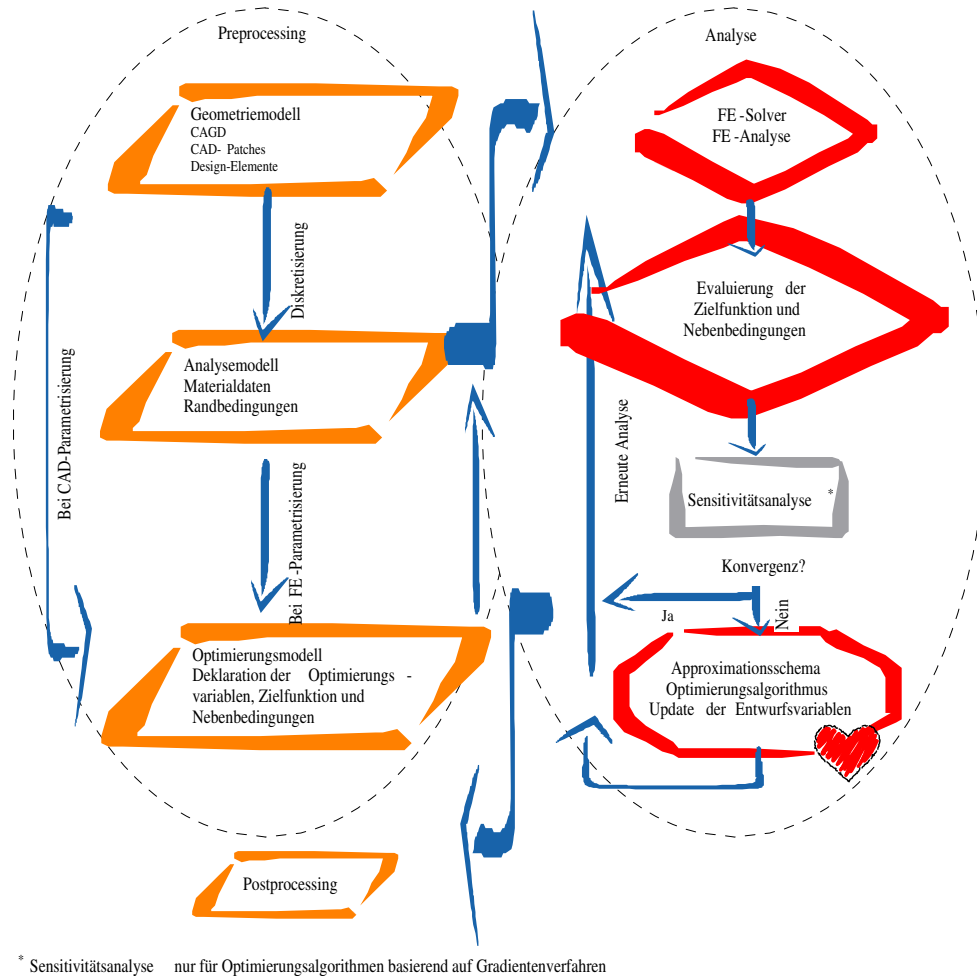 Preprocessing
Geometriemodell
CAGD
CAD- Patches
Design-Elemente
Diskretisierung
Bei CAD-Parametrisierung
Analysemodell
Materialdaten
Randbedingungen
Bei FE-Parametrisierung
Optimierungsmodell
Deklaration der Optimierungs -
variablen, Zielfunktion und
Nebenbedingungen
Postprocessing
Analyse
FE-Solver
FE-Analyse
Evaluierung der
Zielfunktion und
Nebenbedingungen
Erneute Analyse
Sensitivitätsanalyse *
Konvergenz?
Ja
Nein
Approximationsschema
Optimierungsalgorithmus
Update der Entwurfsvariablen
* Sensitivitätsanalyse nur für Optimierungsalgorithmen basierend auf Gradientenverfahren